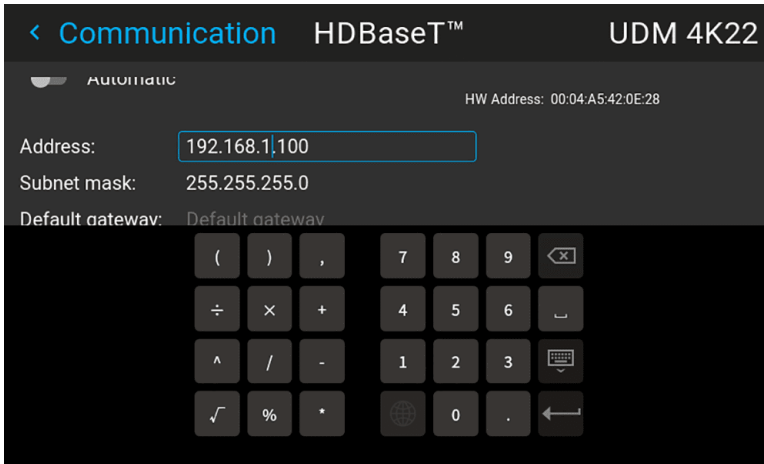 < Communication HDBaseT™ UDM 4K22
Automatic
HW Address: 00:04:A5:42:0E:28
Address: 192.168.1.100
Subnet mask: 255.255.255.0
Default gateway: Default gateway
( ) , 7 8 9
÷ × + 4 5 6
^ / - 1 2 3
√ % * 0 .